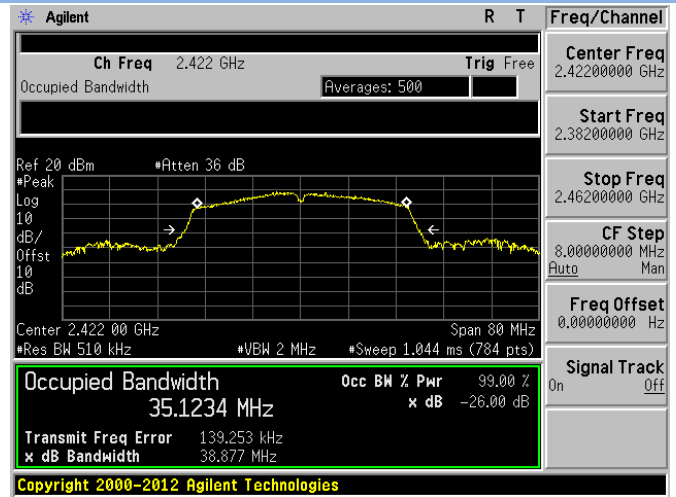 Agilent R T Freq/Channel
Ch Freq 2.422 GHz Trig Free
Occupied Bandwidth Averages: 500
Center Freq
2.42200000 GHz
Start Freq
2.38200000 GHz
Stop Freq
2.46200000 GHz
CF Step
8.00000000 MHz
Auto Man
Freq Offset
0.00000000 Hz
Signal Track
On Off
Ref 20 dBm #Atten 36 dB
#Peak
Log
10
dB/
Offst
10
dB
Center 2.422 00 GHz Span 80 MHz
#Res BW 510 kHz #VBW 2 MHz #Sweep 1.044 ms (784 pts)
Occupied Bandwidth Occ BW % Pwr 99.00 %
35.1234 MHz x dB -26.00 dB
Transmit Freq Error 139.253 kHz
x dB Bandwidth 38.877 MHz
Copyright 2000-2012 Agilent Technologies